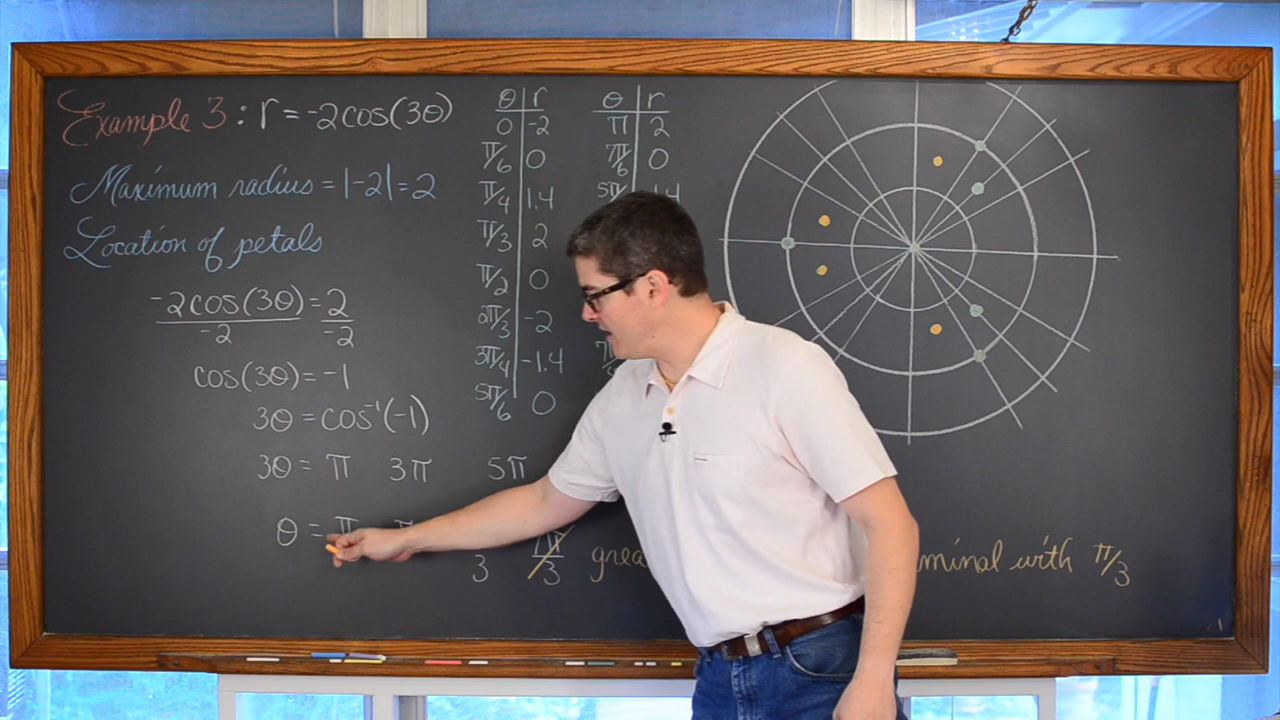 Example 3 : r = -2cos(3θ)
Maximum radius = |-2| = 2
Location of petals
-2cos(3θ) = 2
-2 -2
cos(3θ) = -1
3θ = cos⁻¹(-1)
3θ = π 3π 5π
θ = π π
3 7π/3 minal with π/3
θ r
0 -2
π/6 0
π/4 1.4
π/3 2
π/2 0
2π/3 -2
3π/4 -1.4
5π/6 0
θ r
π 2
7π/6 0